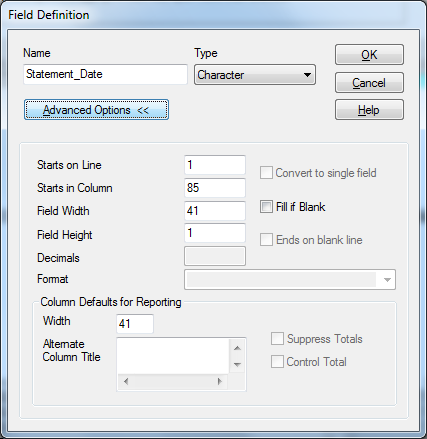 Field Definition
Name
Type
OK
Statement_Date
Character
Cancel
Advanced Options <<
Help
Starts on Line
1
Convert to single field
Starts in Column
85
Field Width
41
Fill if Blank
Field Height
1
Ends on blank line
Decimals
Format
Column Defaults for Reporting
Width
41
Suppress Totals
Alternate
Column Title
Control Total